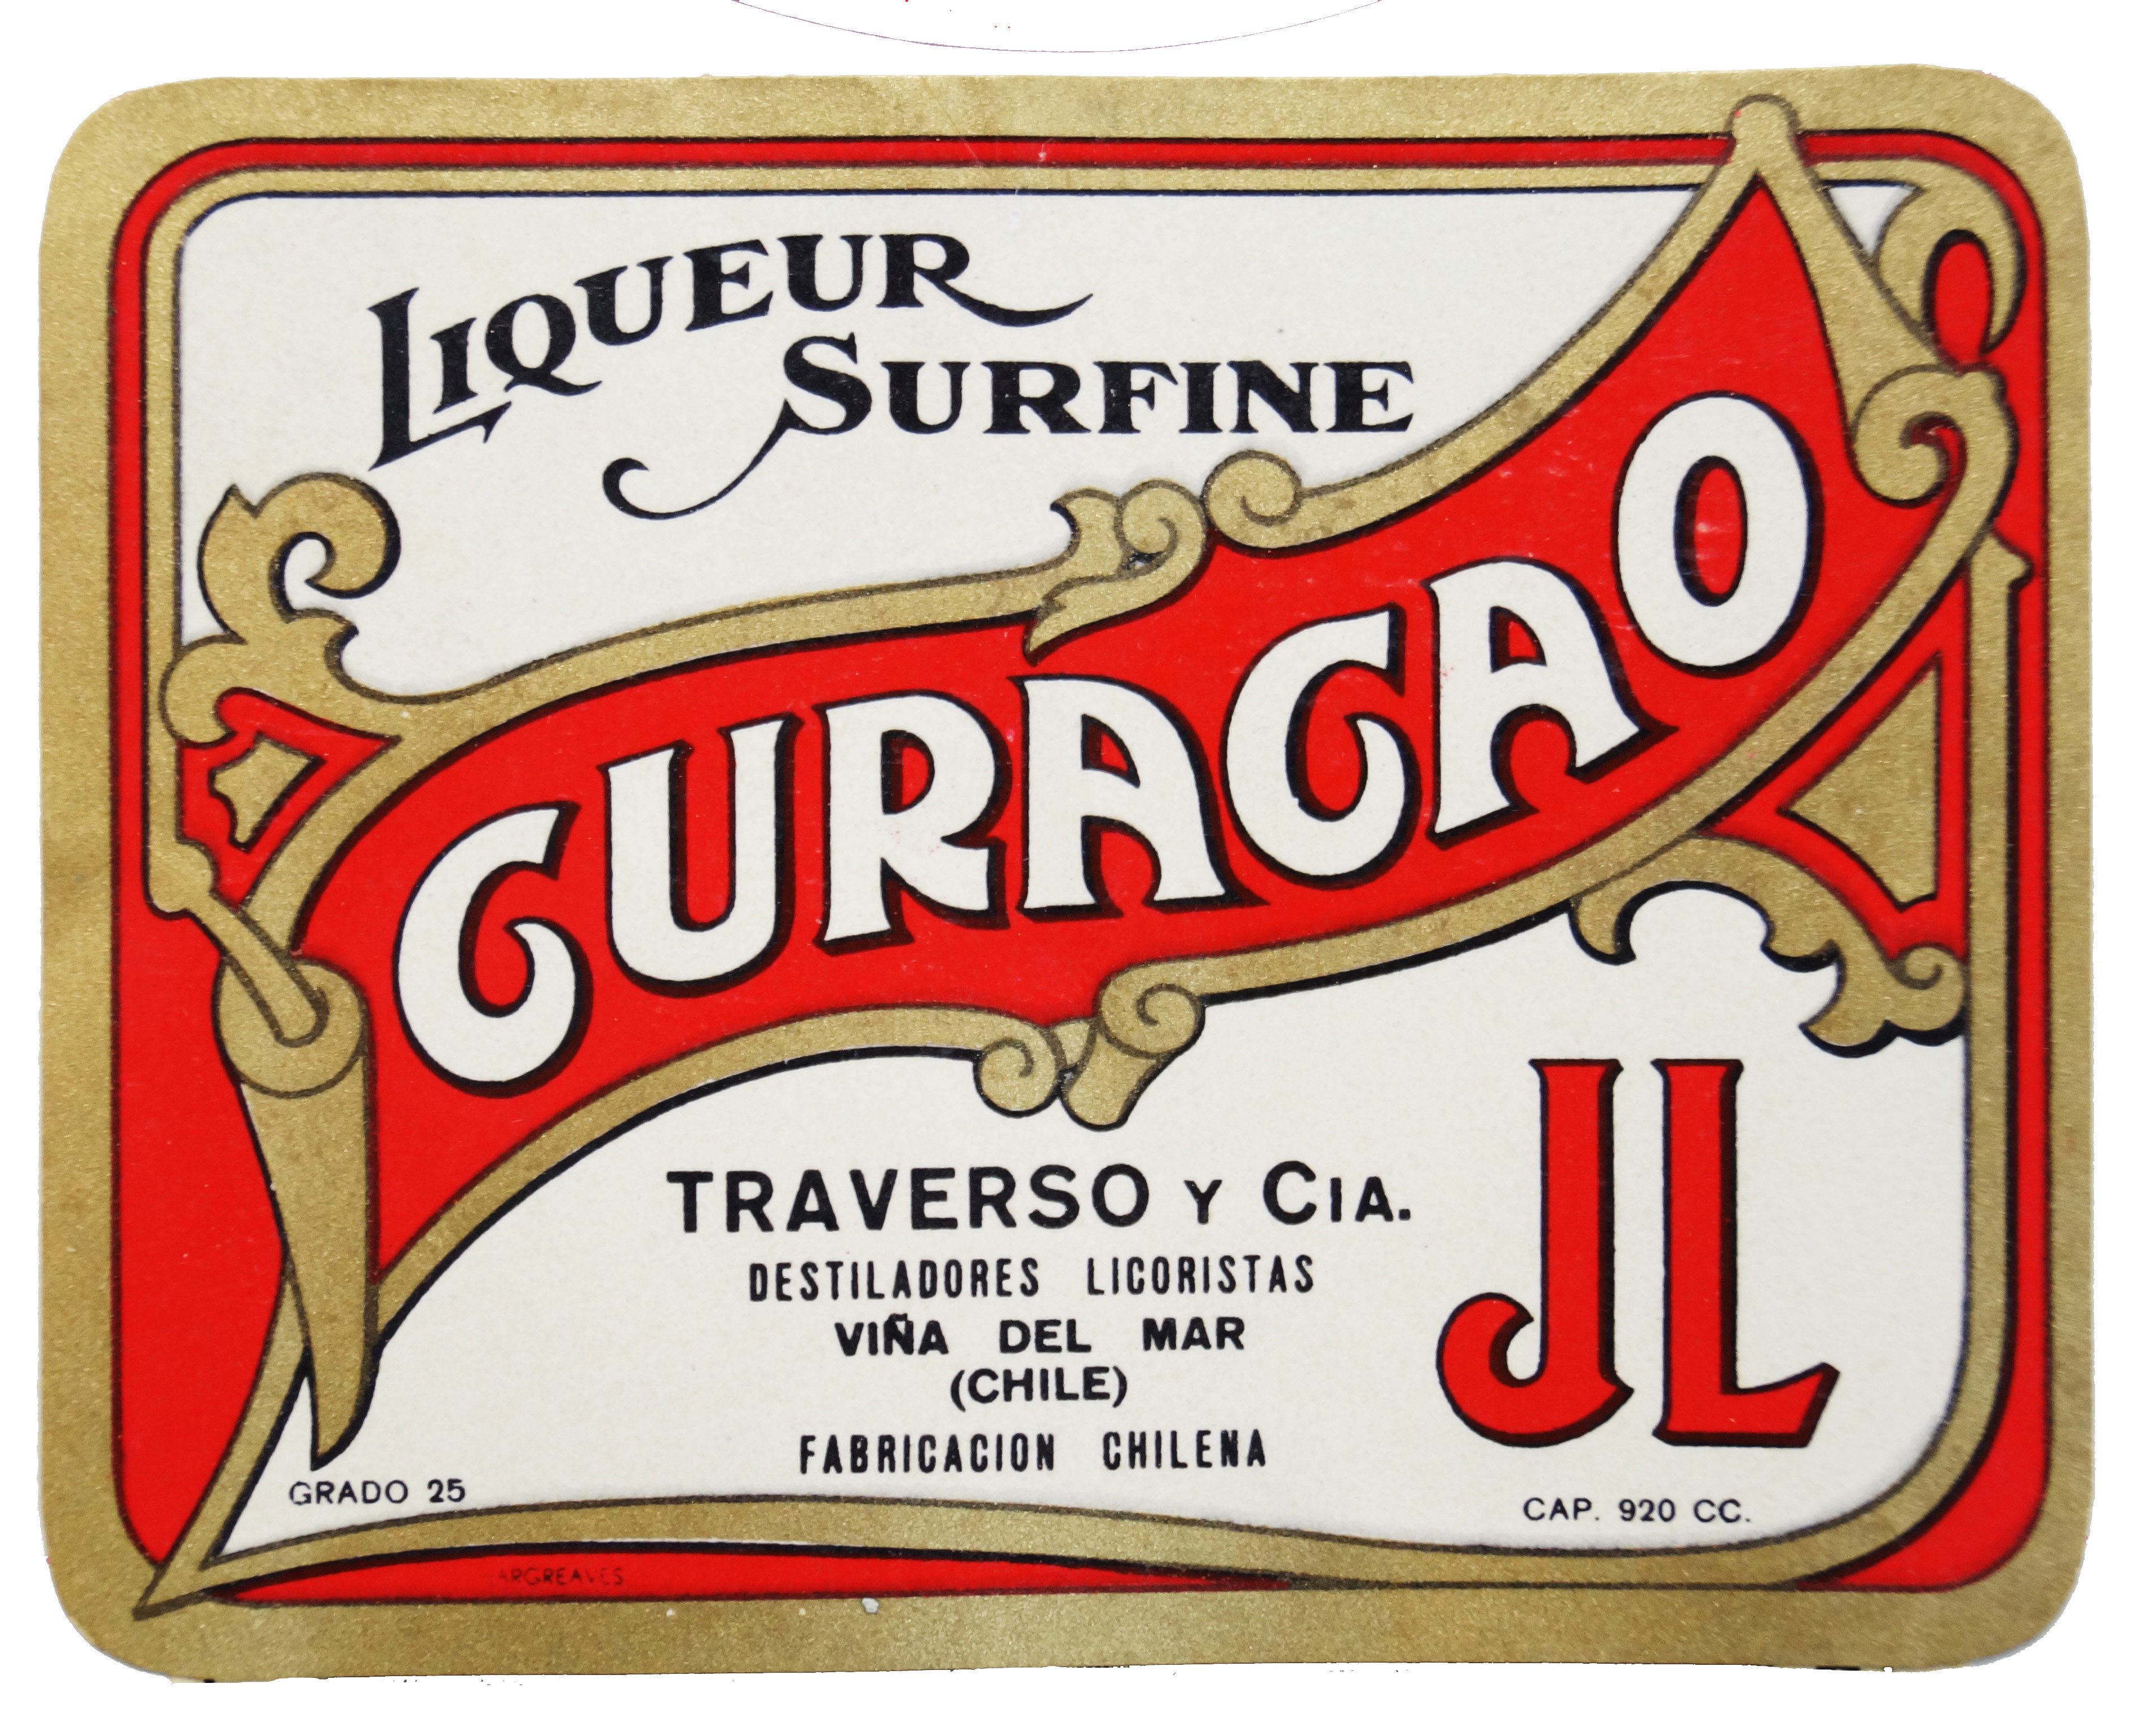 LIQUEUR
SURFINE
CURACAO
JL
TRAVERSO Y CIA.
DESTILADORES LICORISTAS
VIÑA DEL MAR
(CHILE)
FABRICACION CHILENA
GRADO 25
CAP. 920 CC.